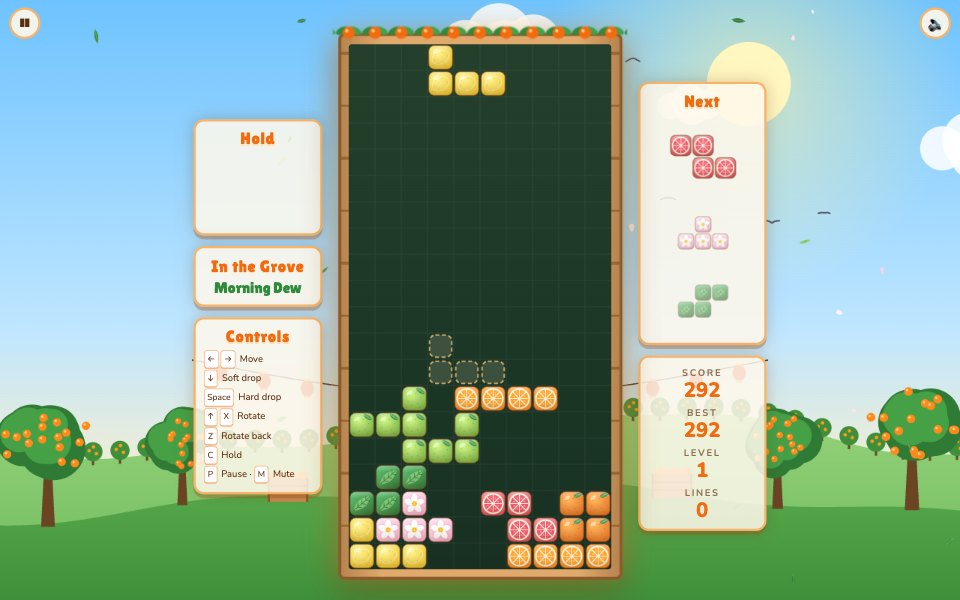 Hold
In the Grove
Morning Dew
Controls
← → Move
↓ Soft drop
Space Hard drop
↑ X Rotate
Z Rotate back
C Hold
P Pause · M Mute
Next
SCORE
292
BEST
292
LEVEL
1
LINES
0